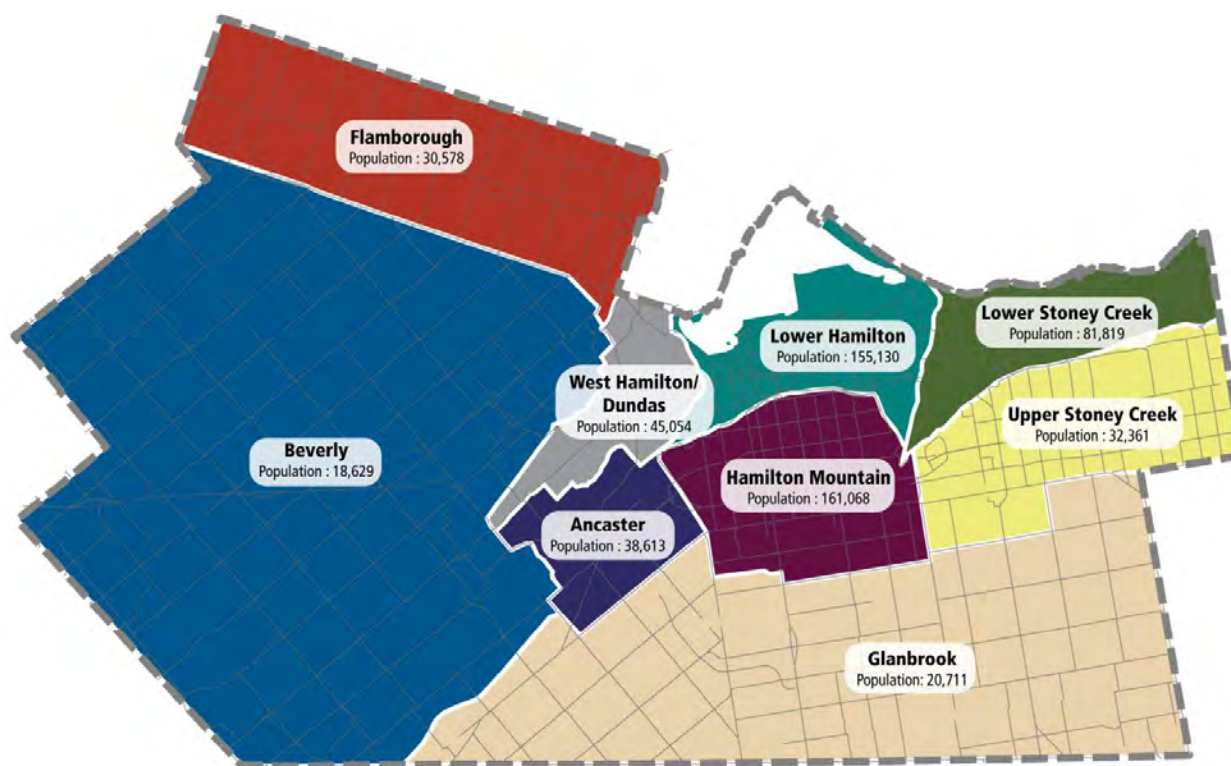 Flamborough
Population : 30,578
Lower Stoney Creek
Population : 81,819
Lower Hamilton
Population : 155,130
West Hamilton/
Dundas
Population : 45,054
Upper Stoney Creek
Population : 32,361
Beverly
Population : 18,629
Hamilton Mountain
Population : 161,068
Ancaster
Population : 38,613
Glanbrook
Population: 20,711